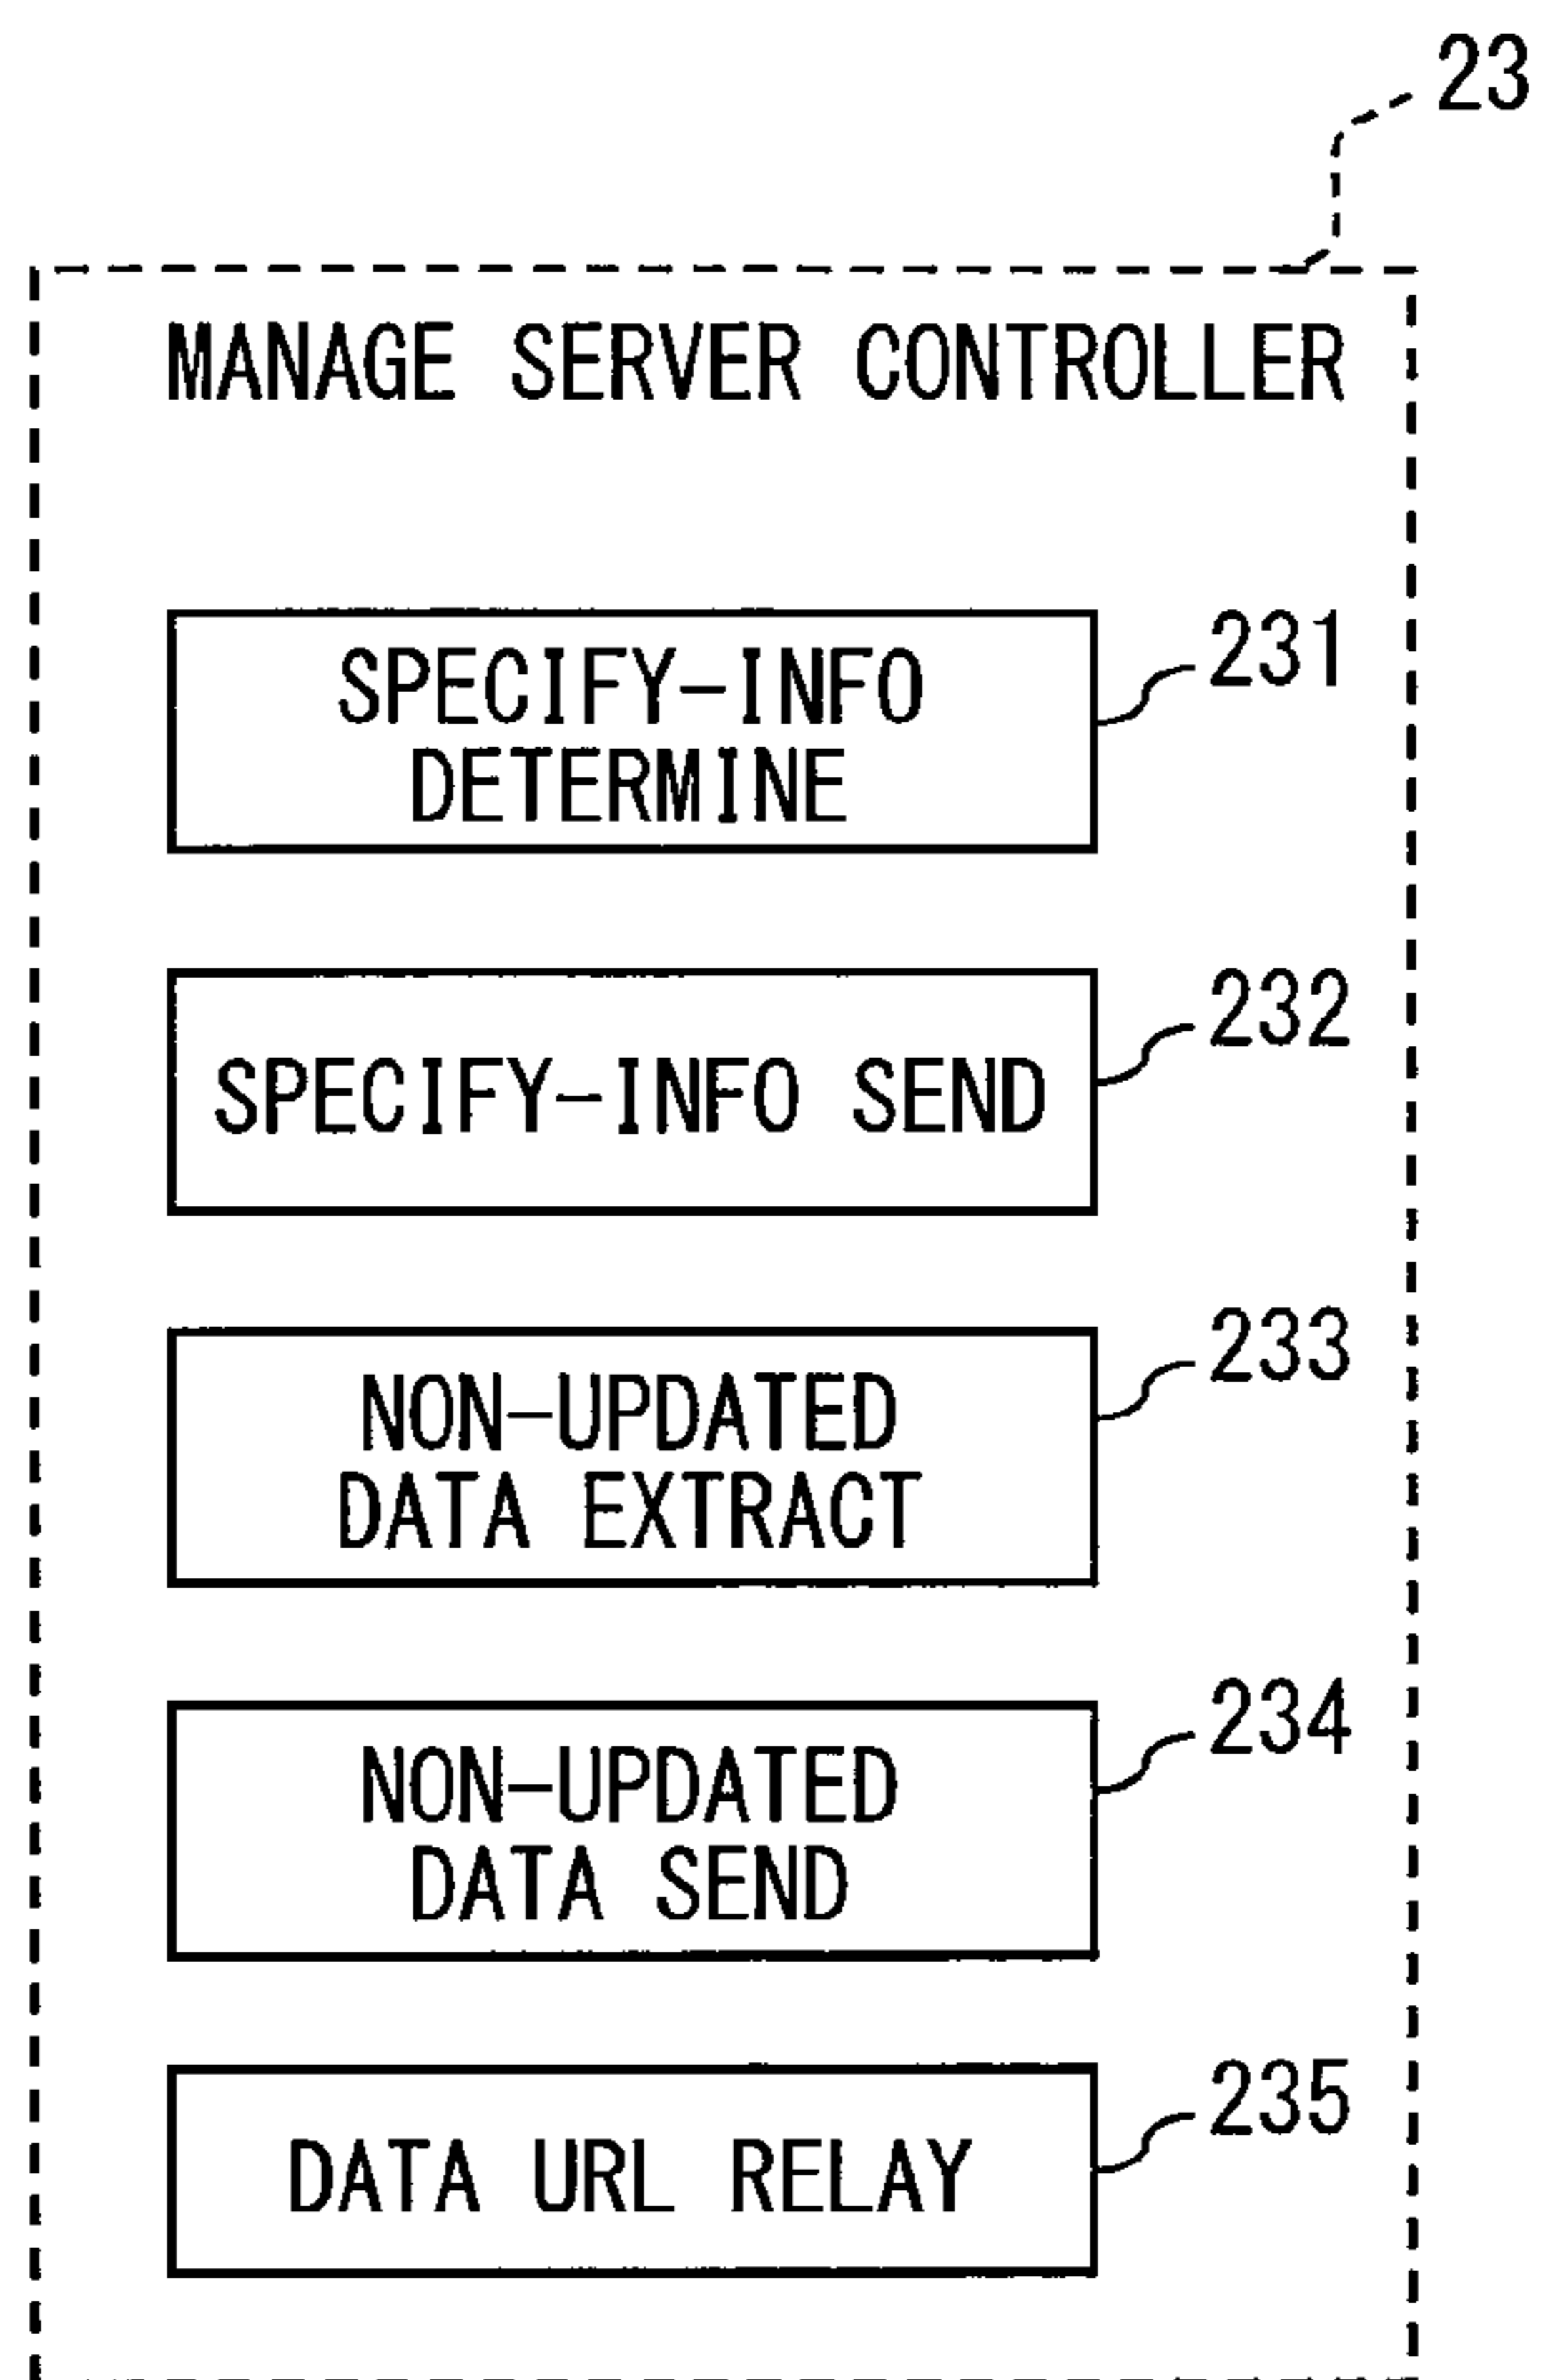 23
MANAGE SERVER CONTROLLER
SPECIFY-INFO
DETERMINE
231
SPECIFY-INFO SEND
232
NON-UPDATED
DATA EXTRACT
233
NON-UPDATED
DATA SEND
234
DATA URL RELAY
235